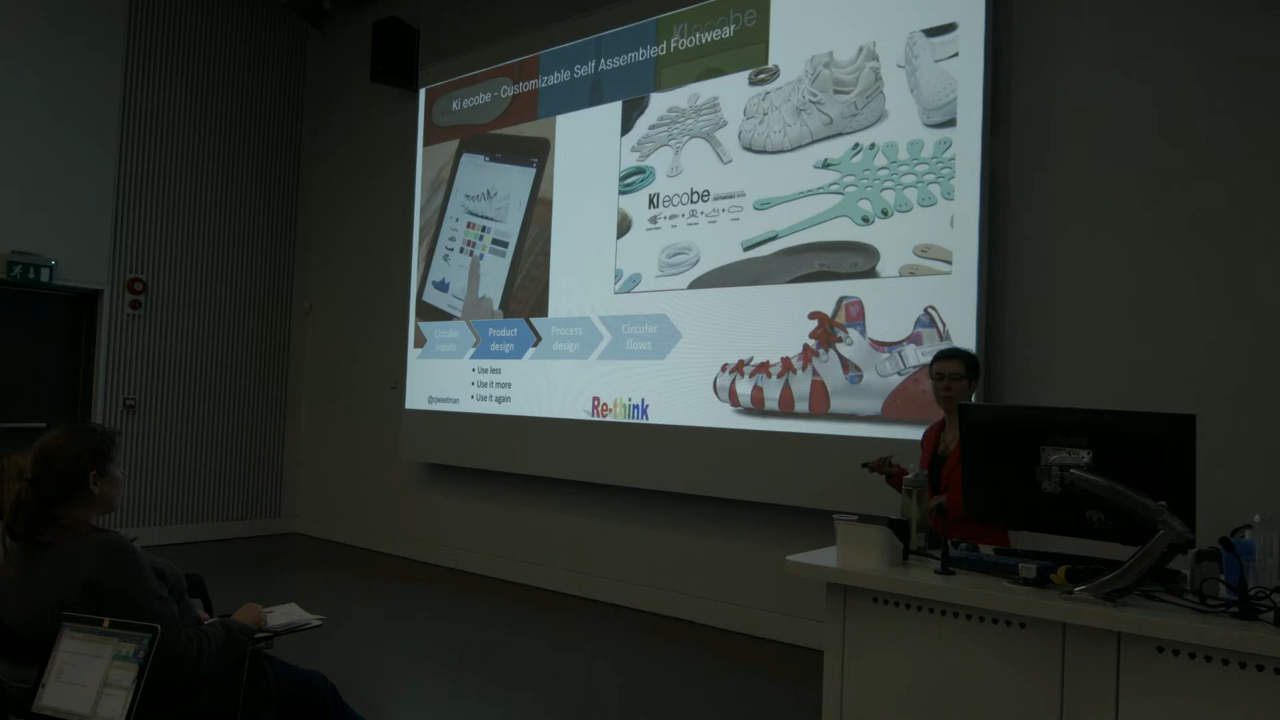 KI ecobe
Ki ecobe - Customizable Self Assembled Footwear
KI ecobe
Circular
inputs
Product
design
Process
design
Circular
flows
• Use less
• Use it more
• Use it again
@cjweetman
Re-think